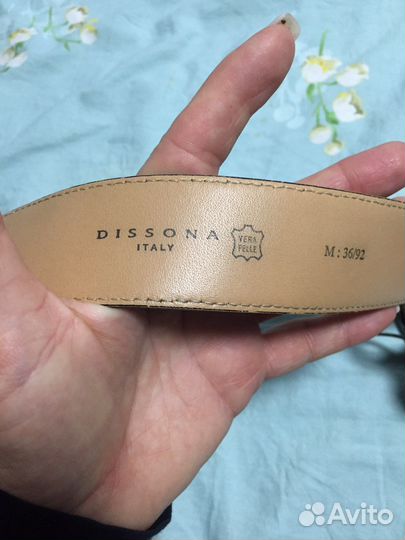 DISSONA
ITALY
VERA
PELLE
M : 36/92
Avito